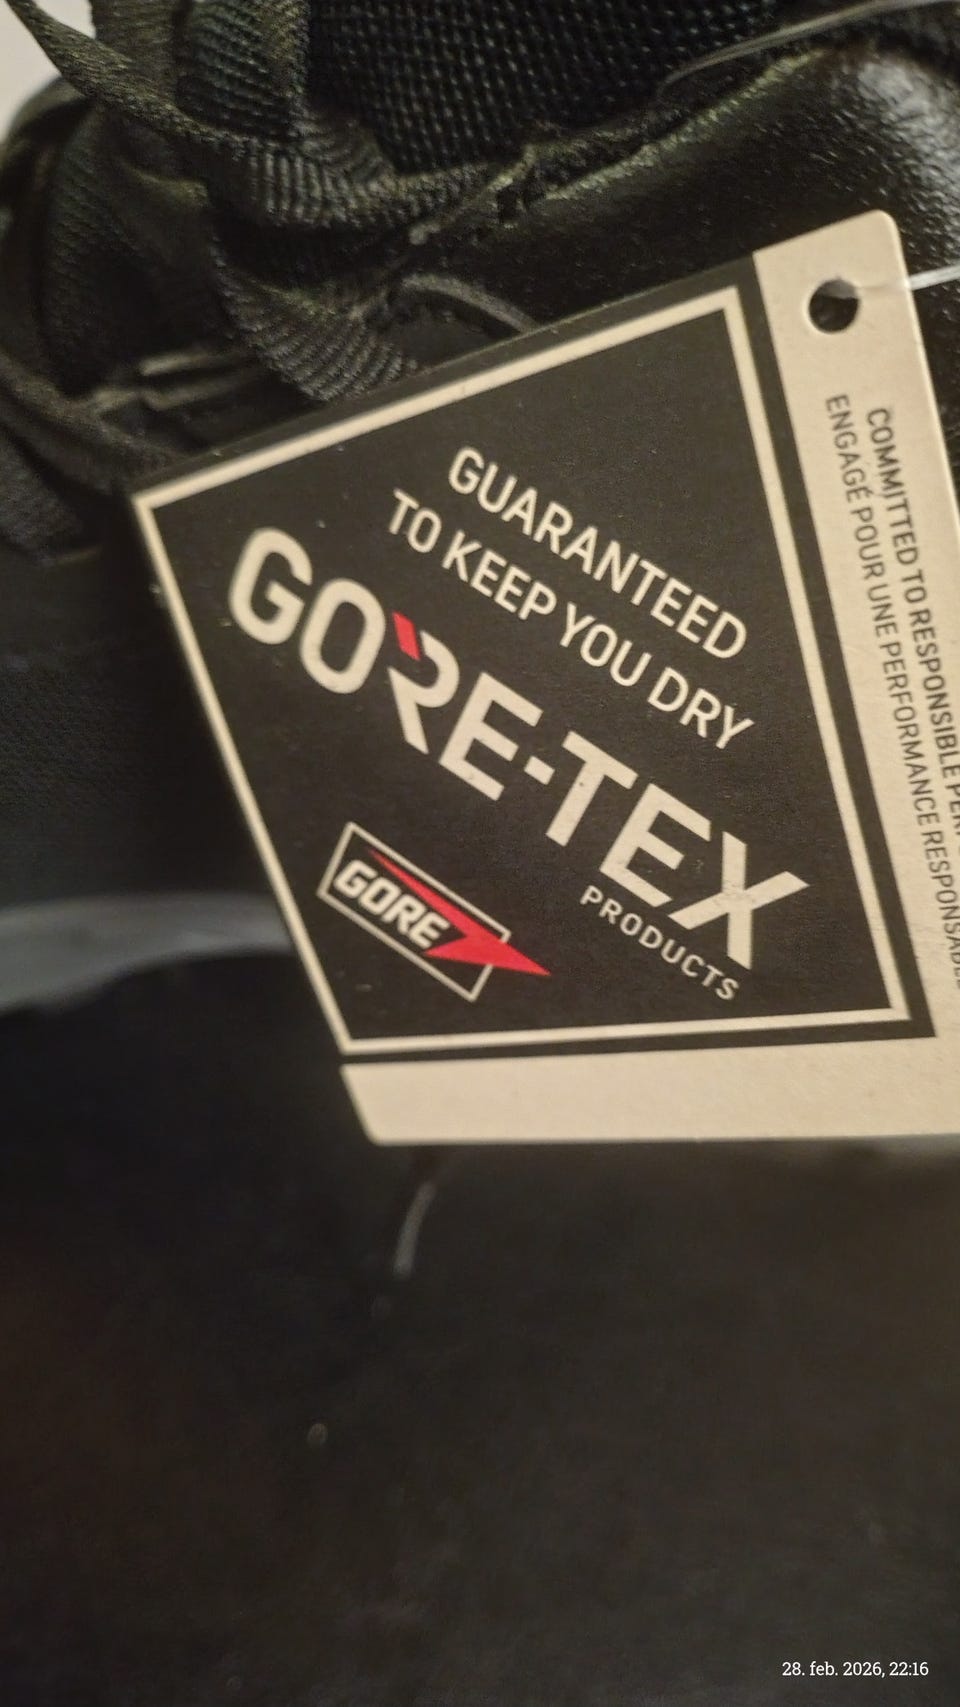 GUARANTEED
TO KEEP YOU DRY
GORE-TEX
PRODUCTS
GORE
COMMITTED TO RESPONSIBLE
ENGAGÉ POUR UNE PERFORMANCE RESPONSABLE
28. feb. 2026, 22:16